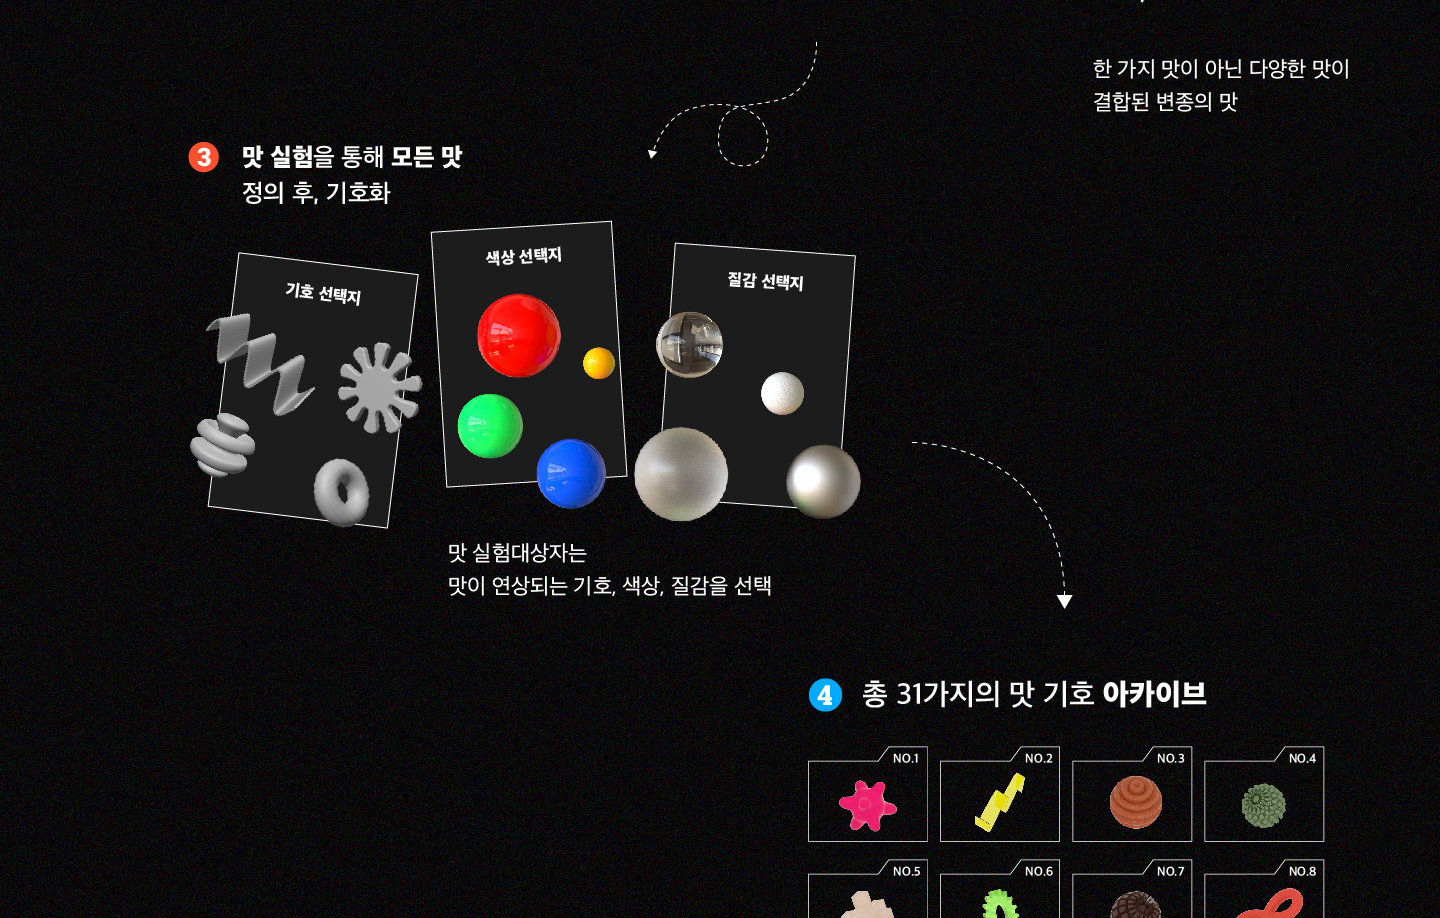 한 가지 맛이 아닌 다양한 맛이
결합된 변종의 맛
3
맛 실험을 통해 모든 맛
정의 후, 기호화
기호 선택지
색상 선택지
질감 선택지
맛 실험대상자는
맛이 연상되는 기호, 색상, 질감을 선택
4
총 31가지의 맛 기호 아카이브
NO.1
NO.2
NO.3
NO.4
NO.5
NO.6
NO.7
NO.8